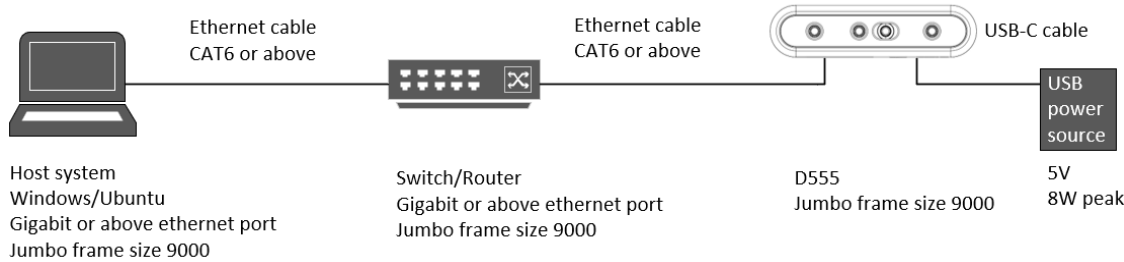 Ethernet cable
CAT6 or above
Ethernet cable
CAT6 or above
USB-C cable
USB
power
source
Host system
Windows/Ubuntu
Gigabit or above ethernet port
Jumbo frame size 9000
Switch/Router
Gigabit or above ethernet port
Jumbo frame size 9000
D555
Jumbo frame size 9000
5V
8W peak